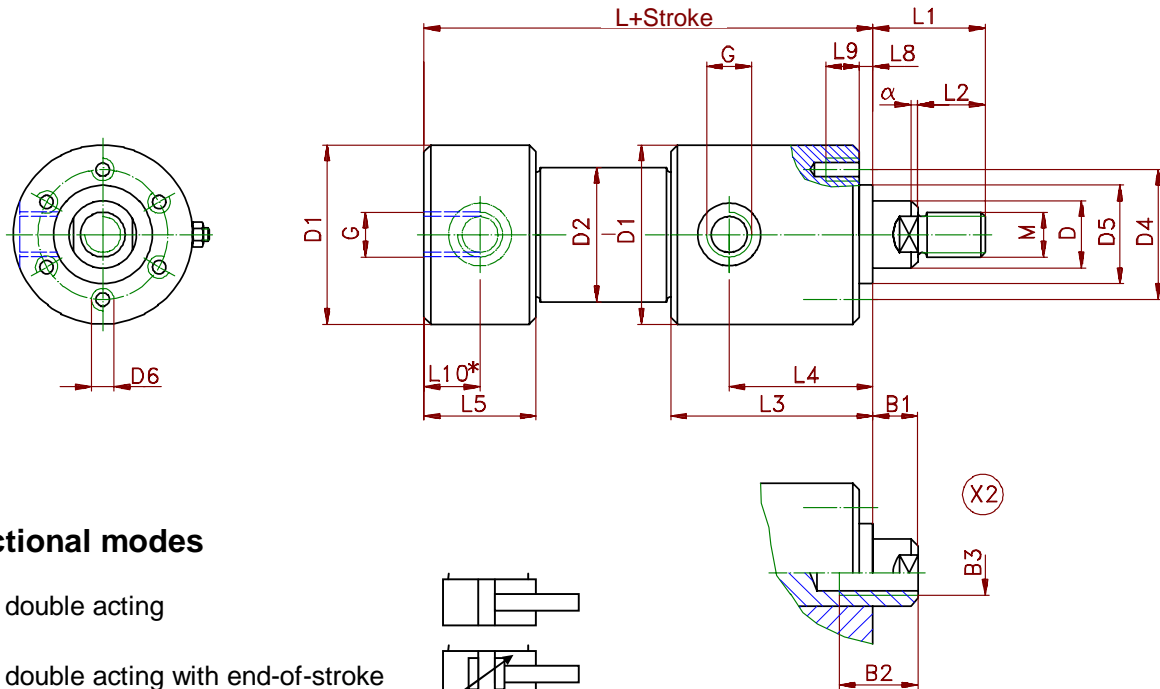 L+Stroke L1
G L9 L8
α L2
D1 G D2 D1 M D D5 D4
D6
L10* L4
L5 L3 B1
X2
B3
ctional modes
double acting
double acting with end-of-stroke
B2